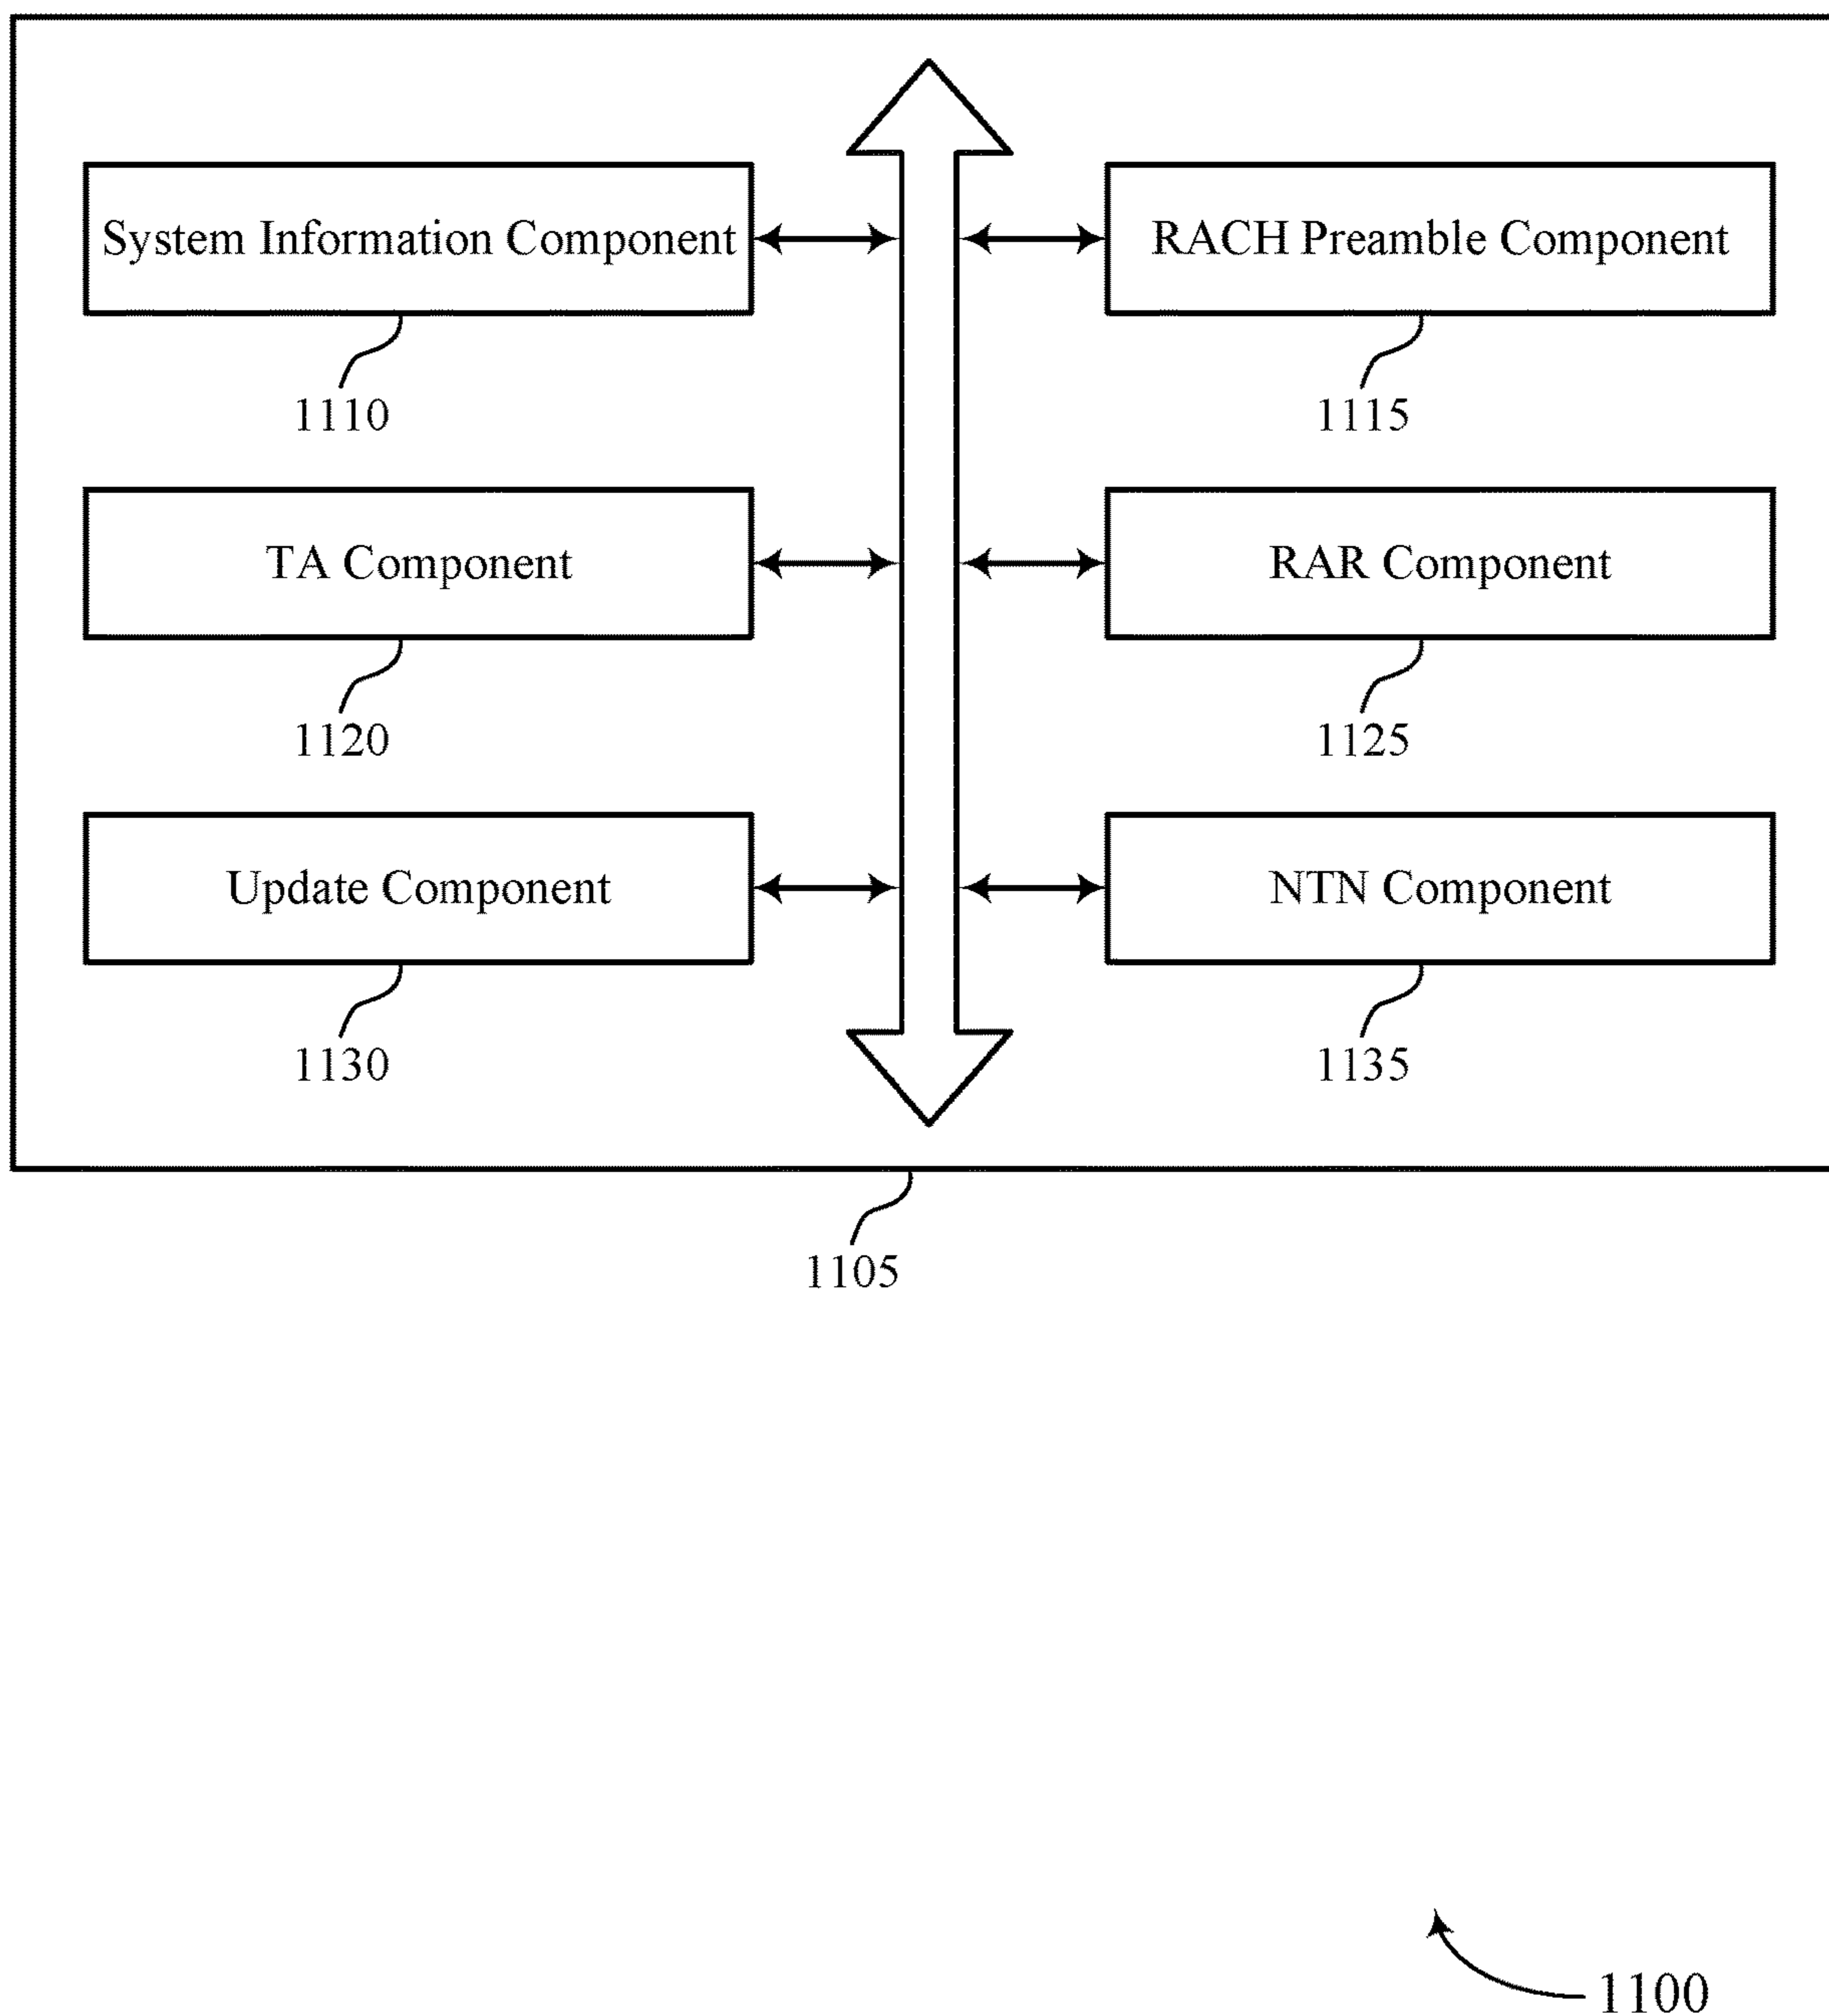 System Information Component
RACH Preamble Component
1110
1115
TA Component
RAR Component
1120
1125
Update Component
NTN Component
1130
1135
1105
1100